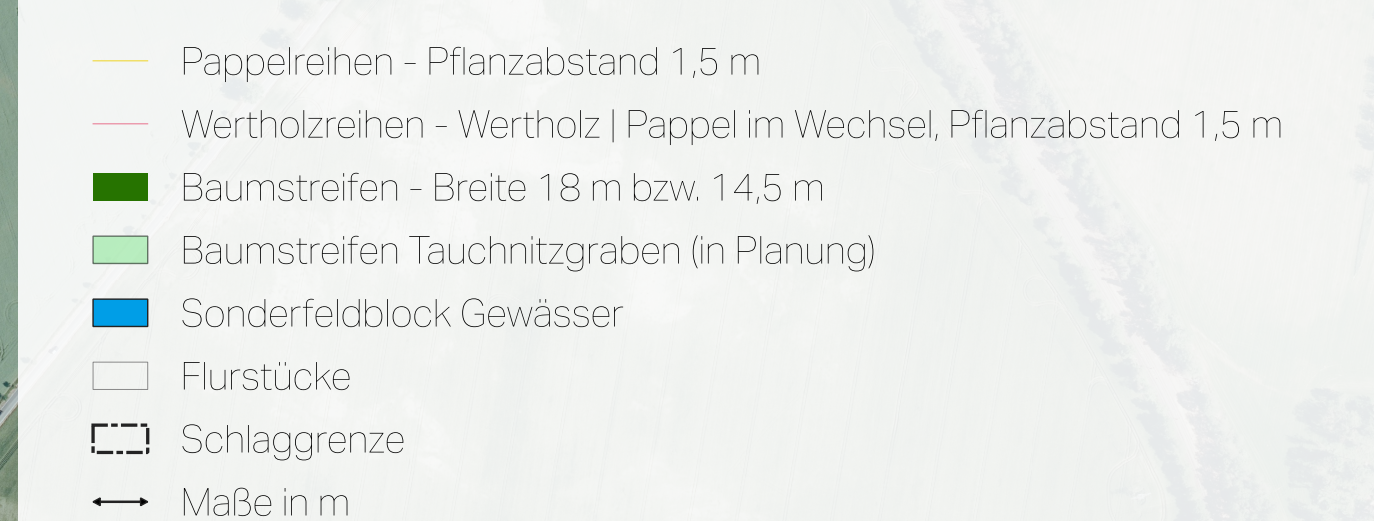 Pappelreihen - Pflanzabstand 1,5 m
Wertholzreihen - Wertholz | Pappel im Wechsel, Pflanzabstand 1,5 m
Baumstreifen - Breite 18 m bzw. 14,5 m
Baumstreifen Tauchnitzgraben (in Planung)
Sonderfeldblock Gewässer
Flurstücke
Schlaggrenze
Maße in m